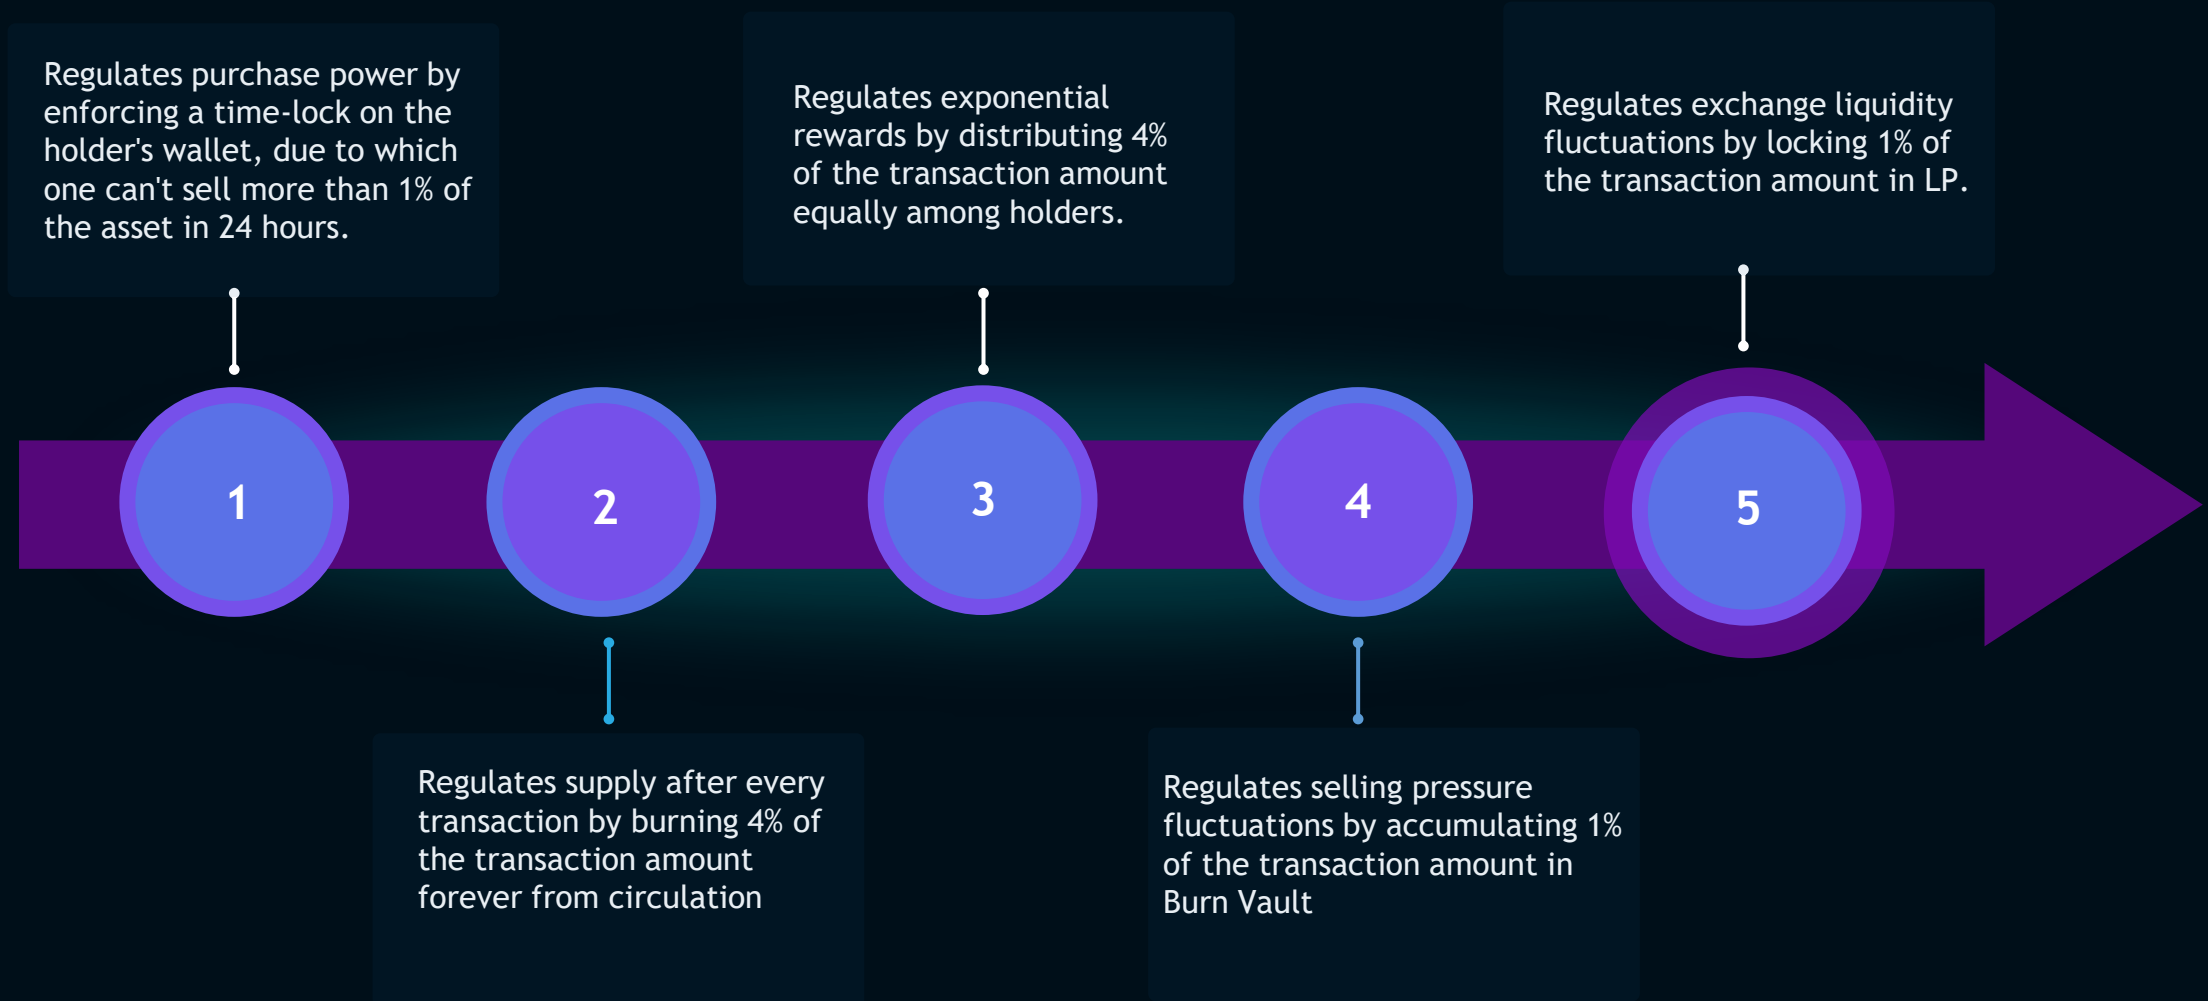 Regulates purchase power by
enforcing a time-lock on the
holder's wallet, due to which
one can't sell more than 1% of
the asset in 24 hours.
Regulates exponential
rewards by distributing 4%
of the transaction amount
equally among holders.
Regulates exchange liquidity
fluctuations by locking 1% of
the transaction amount in LP.
1
2
3
4
5
Regulates supply after every
transaction by burning 4% of
the transaction amount
forever from circulation
Regulates selling pressure
fluctuations by accumulating 1%
of the transaction amount in
Burn Vault